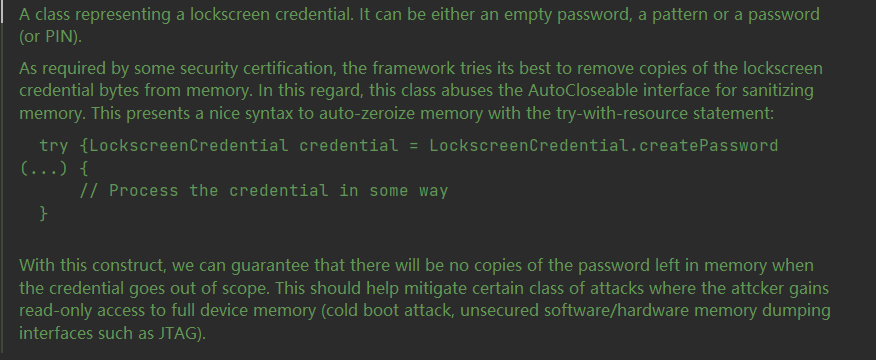 A class representing a lockscreen credential. It can be either an empty password, a pattern or a password
(or PIN).
As required by some security certification, the framework tries its best to remove copies of the lockscreen
credential bytes from memory. In this regard, this class abuses the AutoCloseable interface for sanitizing
memory. This presents a nice syntax to auto-zeroize memory with the try-with-resource statement:
try {LockscreenCredential credential = LockscreenCredential.createPassword
(...) {
// Process the credential in some way
}
With this construct, we can guarantee that there will be no copies of the password left in memory when
the credential goes out of scope. This should help mitigate certain class of attacks where the attcker gains
read-only access to full device memory (cold boot attack, unsecured software/hardware memory dumping
interfaces such as JTAG).